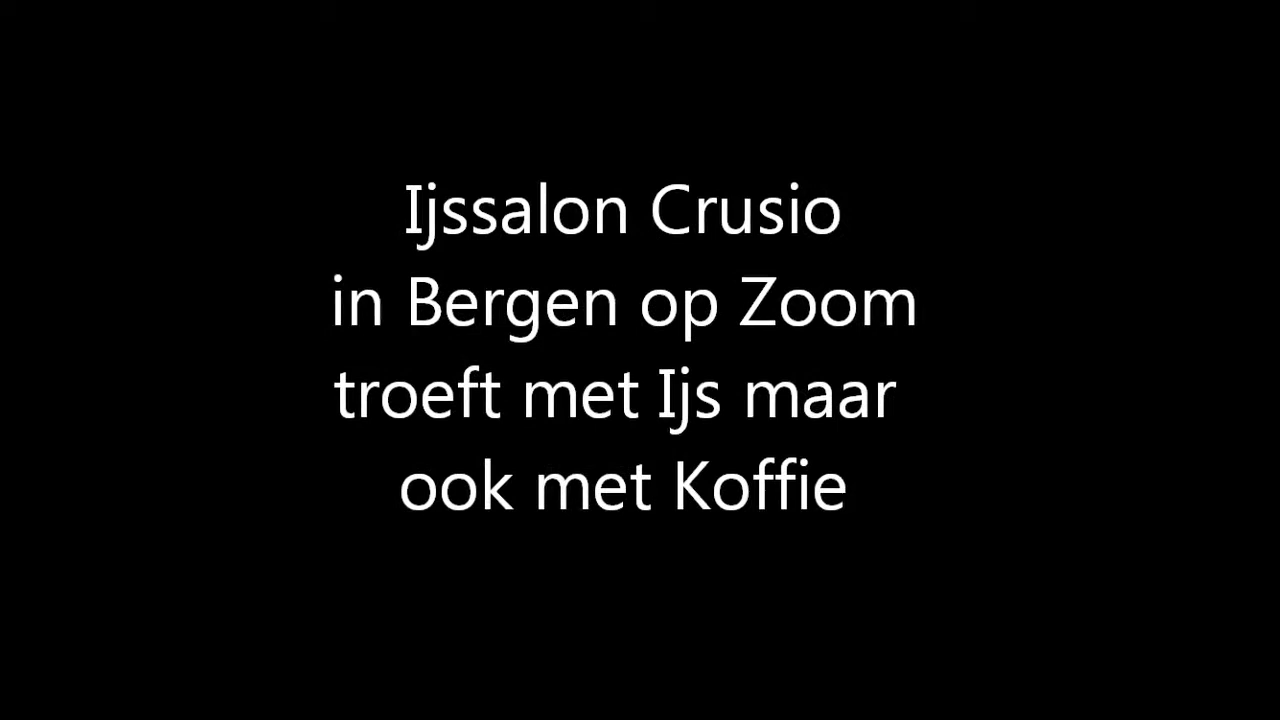 Ijssalon Crusio
in Bergen op Zoom
troeft met Ijs maar
ook met Koffie